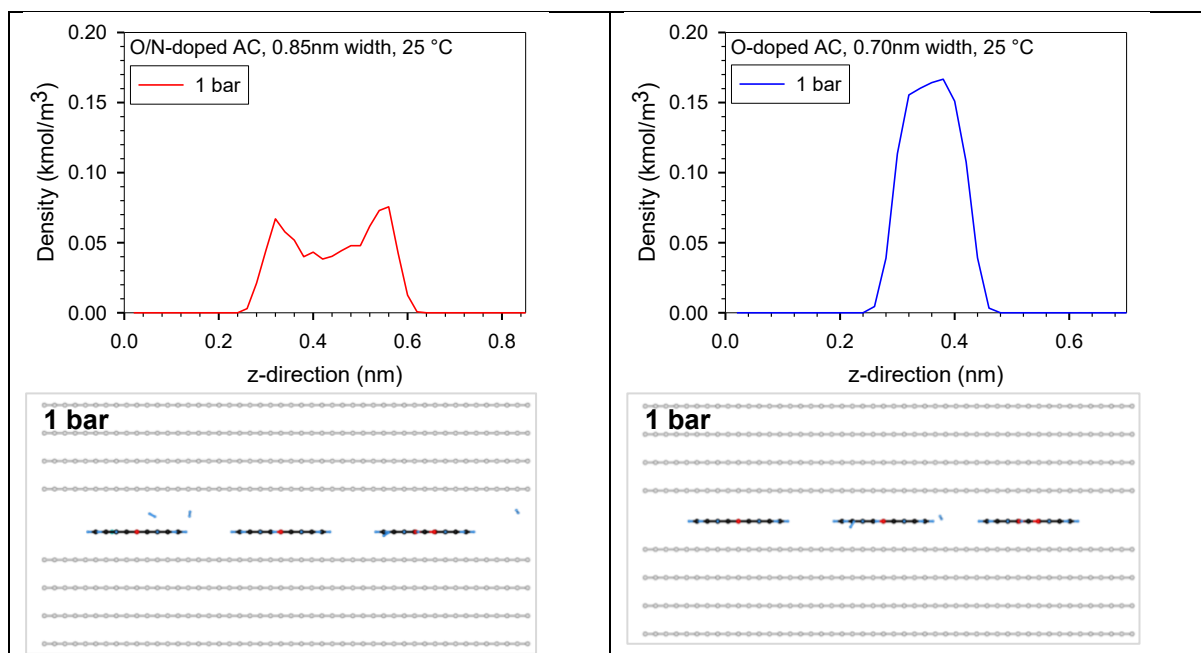 O/N-doped AC, 0.85nm width, 25 °C
1 bar
0.20
0.15
0.10
0.05
0.00
Density (kmol/m³)
0.0 0.2 0.4 0.6 0.8
z-direction (nm)
1 bar
O-doped AC, 0.70nm width, 25 °C
1 bar
0.20
0.15
0.10
0.05
0.00
Density (kmol/m³)
0.0 0.2 0.4 0.6
z-direction (nm)
1 bar